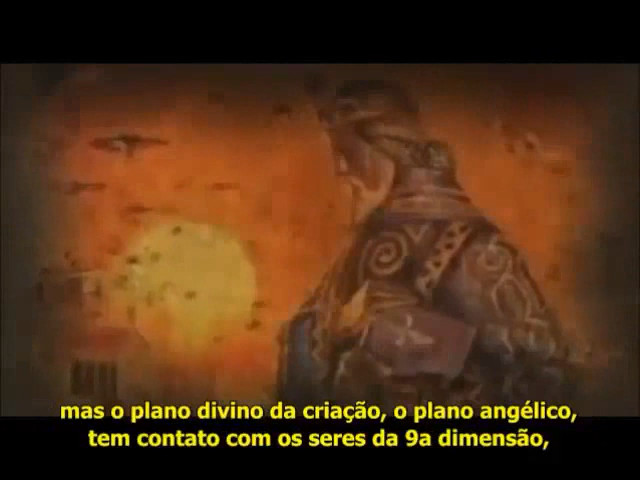 mas o plano divino da criação, o plano angélico,
tem contato com os seres da 9a dimensão,